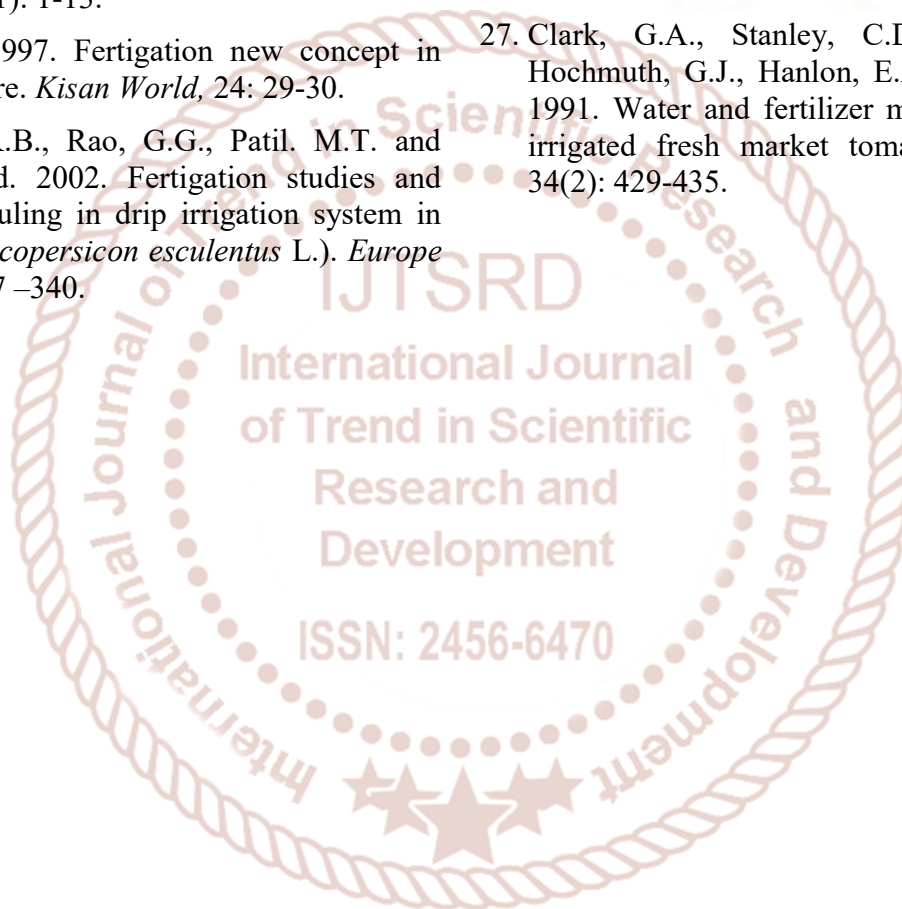 1-15.
1997. Fertigation new concept in
re. Kisan World, 24: 29-30.
R.B., Rao, G.G., Patil. M.T. and
d. 2002. Fertigation studies and
uling in drip irrigation system in
copersicon esculentus L.). Europe
7 –340.
27. Clark, G.A., Stanley, C.D
Hochmuth, G.J., Hanlon, E.
1991. Water and fertilizer m
irrigated fresh market toma
34(2): 429-435.
International Journal of Trend in Scientific Research and Development
IJTSRD
International Journal
of Trend in Scientific
Research and
Development
ISSN: 2456-6470